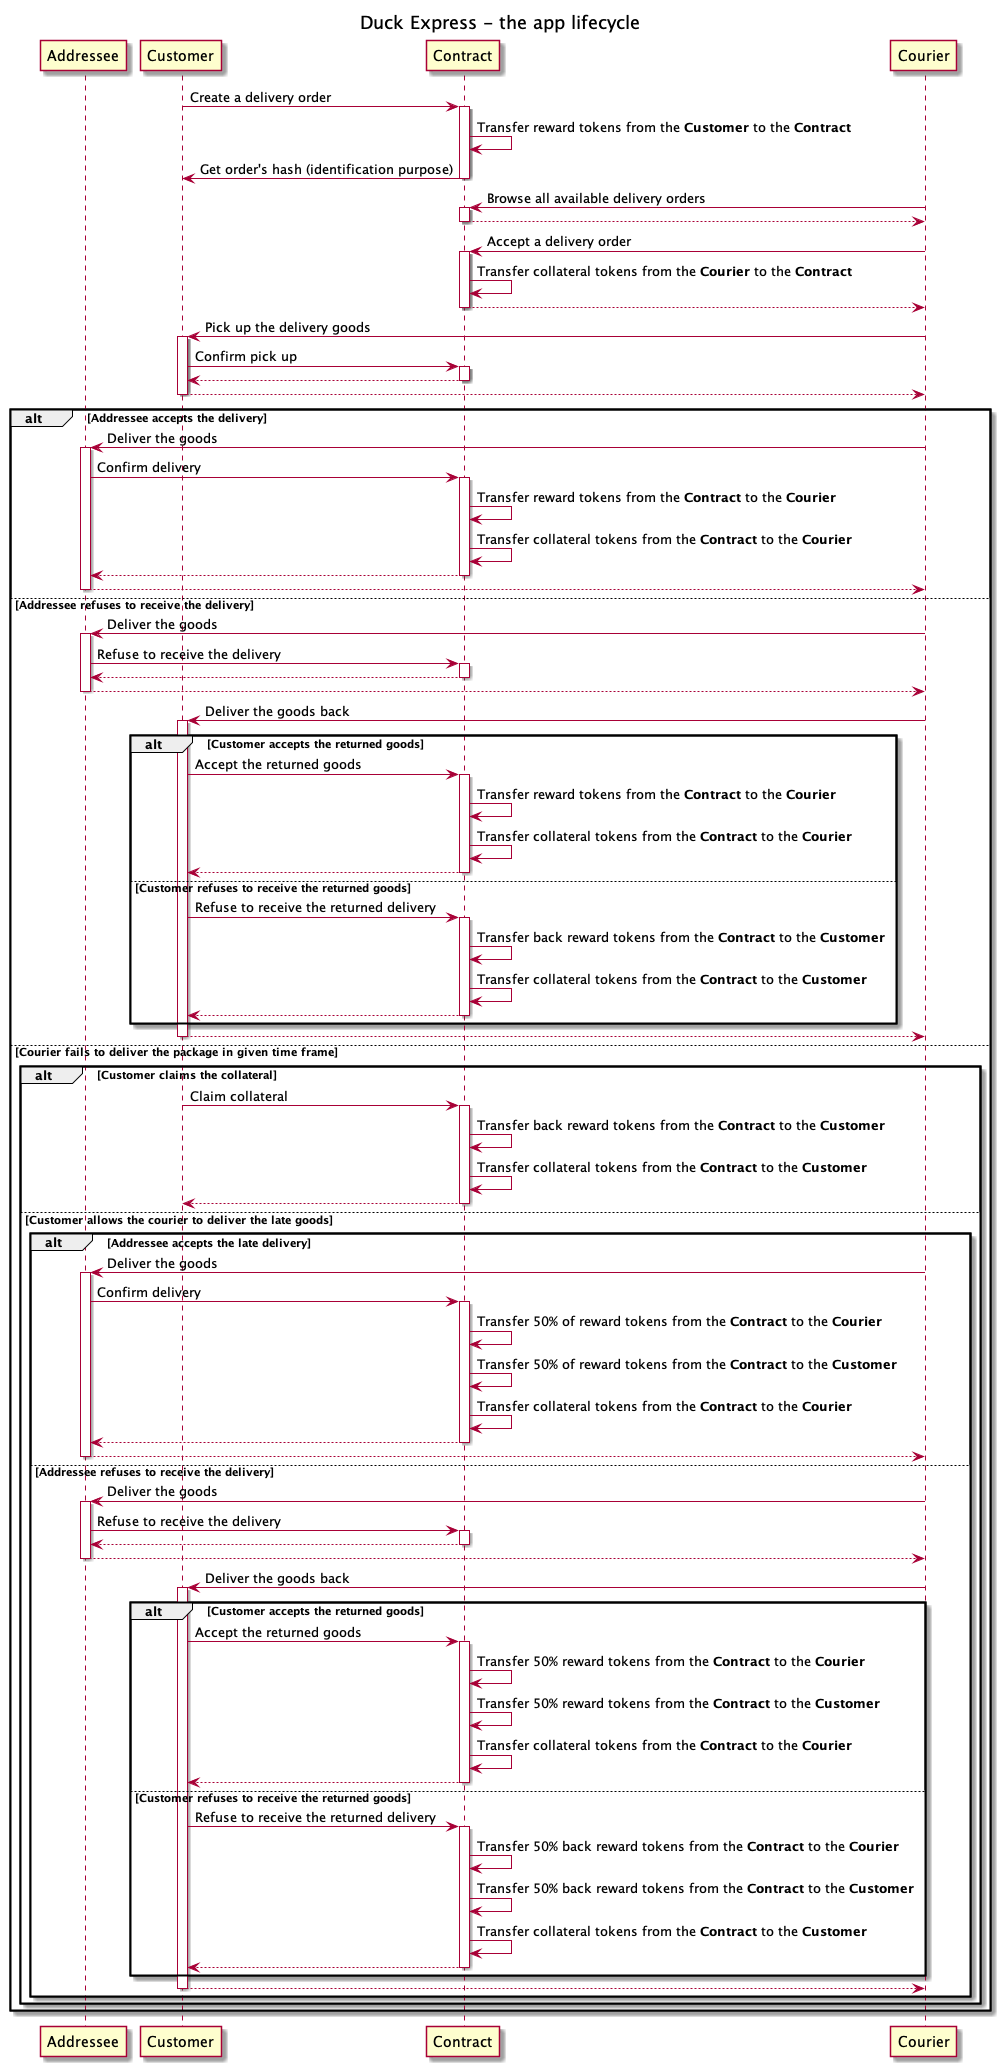 Duck Express - the app lifecycle
Addressee Customer Contract Courier
Create a delivery order
Transfer reward tokens from the Customer to the Contract
Get order's hash (identification purpose)
Browse all available delivery orders
Accept a delivery order
Transfer collateral tokens from the Courier to the Contract
Pick up the delivery goods
Confirm pick up
alt [Addressee accepts the delivery]
Deliver the goods
Confirm delivery
Transfer reward tokens from the Contract to the Courier
Transfer collateral tokens from the Contract to the Courier
[Addressee refuses to receive the delivery]
Deliver the goods
Refuse to receive the delivery
Deliver the goods back
alt [Customer accepts the returned goods]
Accept the returned goods
Transfer reward tokens from the Contract to the Courier
Transfer collateral tokens from the Contract to the Courier
[Customer refuses to receive the returned goods]
Refuse to receive the returned delivery
Transfer back reward tokens from the Contract to the Customer
Transfer collateral tokens from the Contract to the Customer
[Courier fails to deliver the package in given time frame]
alt [Customer claims the collateral]
Claim collateral
Transfer back reward tokens from the Contract to the Customer
Transfer collateral tokens from the Contract to the Customer
[Customer allows the courier to deliver the late goods]
alt [Addressee accepts the late delivery]
Deliver the goods
Confirm delivery
Transfer 50% of reward tokens from the Contract to the Courier
Transfer 50% of reward tokens from the Contract to the Customer
Transfer collateral tokens from the Contract to the Courier
[Addressee refuses to receive the delivery]
Deliver the goods
Refuse to receive the delivery
Deliver the goods back
alt [Customer accepts the returned goods]
Accept the returned goods
Transfer 50% reward tokens from the Contract to the Courier
Transfer 50% reward tokens from the Contract to the Customer
Transfer collateral tokens from the Contract to the Courier
[Customer refuses to receive the returned goods]
Refuse to receive the returned delivery
Transfer 50% back reward tokens from the Contract to the Courier
Transfer 50% back reward tokens from the Contract to the Customer
Transfer collateral tokens from the Contract to the Customer
Addressee Customer Contract Courier